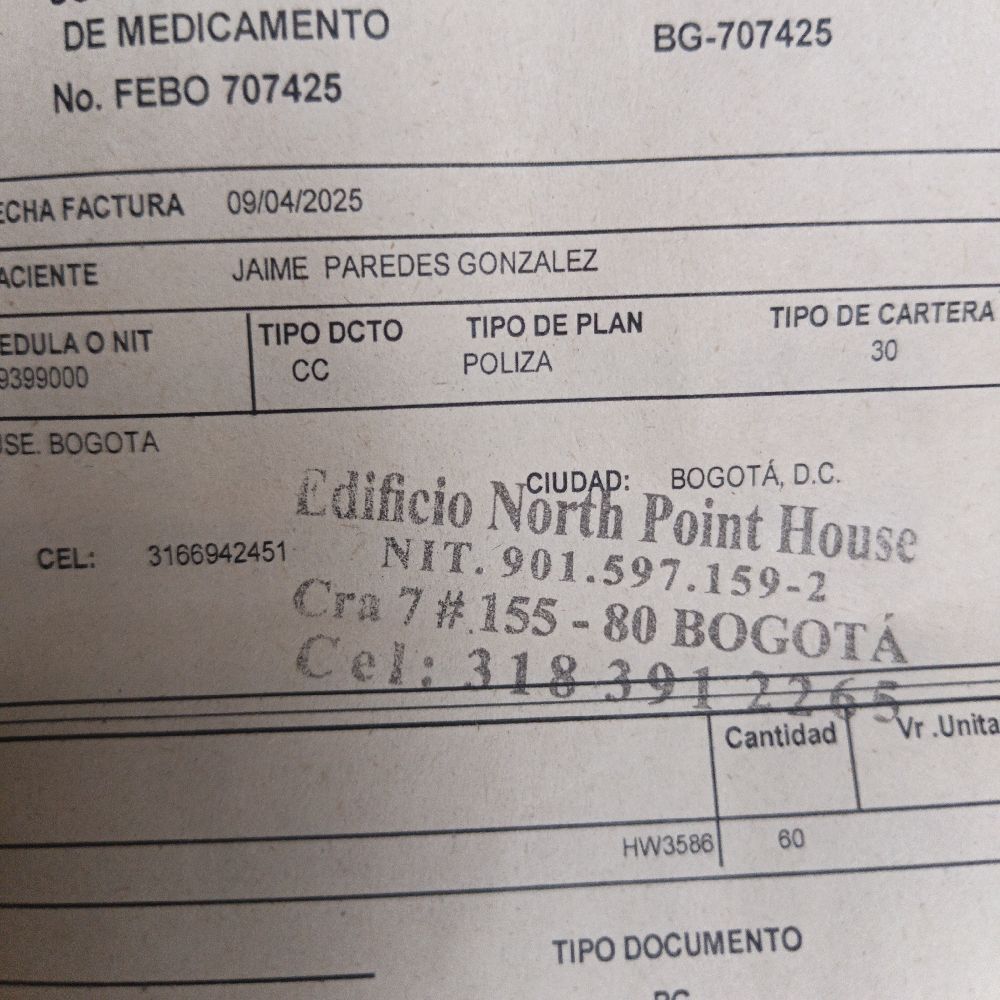 DE MEDICAMENTO BG-707425
No. FEBO 707425
ECHA FACTURA 09/04/2025
ACIENTE JAIME PAREDES GONZALEZ
EDULA O NIT TIPO DCTO TIPO DE PLAN TIPO DE CARTERA
9399000 CC POLIZA 30
USE. BOGOTA
CIUDAD: BOGOTÁ, D.C.
Edificio North Point House
CEL: 3166942451
NIT. 901.597.159-2
Cra 7 # 155 - 80 BOGOTÁ
Cel: 318 391 2265
Cantidad Vr .Unita
HW3586 60
TIPO DOCUMENTO